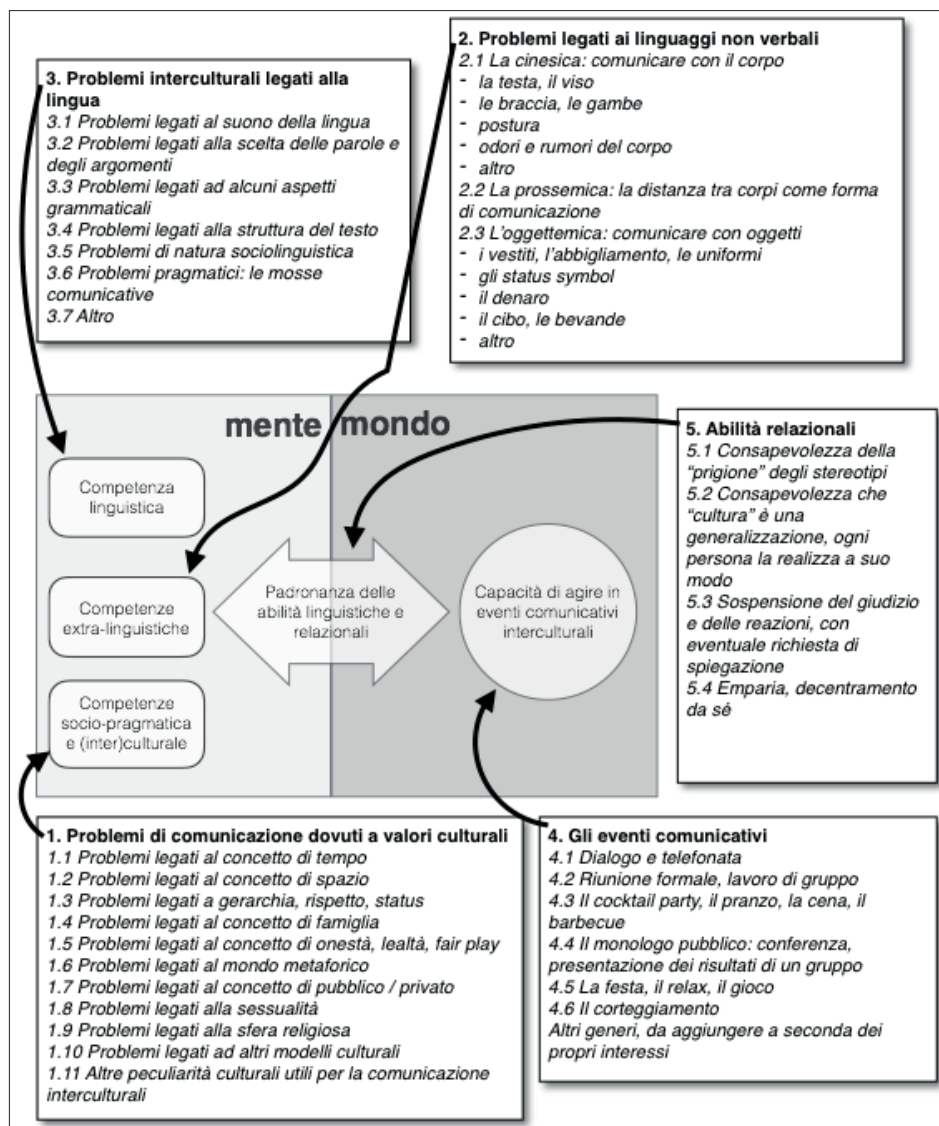 3. Problemi interculturali legati alla
lingua
3.1 Problemi legati al suono della lingua
3.2 Problemi legati alla scelta delle parole e
degli argomenti
3.3 Problemi legati ad alcuni aspetti
grammaticali
3.4 Problemi legati alla struttura del testo
3.5 Problemi di natura sociolinguistica
3.6 Problemi pragmatici: le mosse
comunicative
3.7 Altro
2. Problemi legati ai linguaggi non verbali
2.1 La cinesica: comunicare con il corpo
- la testa, il viso
- le braccia, le gambe
- postura
- odori e rumori del corpo
- altro
2.2 La prossemica: la distanza tra corpi come forma
di comunicazione
2.3 L'oggettemica: comunicare con oggetti
- i vestiti, l'abbigliamento, le uniformi
- gli status symbol
- il denaro
- il cibo, le bevande
- altro
mente mondo
Competenza
linguistica
Competenze
extra-linguistiche
Competenze
socio-pragmatica
e (inter)culturale
Padronanza delle
abilità linguistiche e
relazionali
Capacità di agire in
eventi comunicativi
interculturali
5. Abilità relazionali
5.1 Consapevolezza della
"prigione" degli stereotipi
5.2 Consapevolezza che
"cultura" è una
generalizzazione, ogni
persona la realizza a suo
modo
5.3 Sospensione del giudizio
e delle reazioni, con
eventuale richiesta di
spiegazione
5.4 Emparia, decentramento
da sé
1. Problemi di comunicazione dovuti a valori culturali
1.1 Problemi legati al concetto di tempo
1.2 Problemi legati al concetto di spazio
1.3 Problemi legati a gerarchia, rispetto, status
1.4 Problemi legati al concetto di famiglia
1.5 Problemi legati al concetto di onestà, lealtà, fair play
1.6 Problemi legati al mondo metaforico
1.7 Problemi legati al concetto di pubblico / privato
1.8 Problemi legati alla sessualità
1.9 Problemi legati alla sfera religiosa
1.10 Problemi legati ad altri modelli culturali
1.11 Altre peculiarità culturali utili per la comunicazione
interculturali
4. Gli eventi comunicativi
4.1 Dialogo e telefonata
4.2 Riunione formale, lavoro di gruppo
4.3 Il cocktail party, il pranzo, la cena, il
barbecue
4.4 Il monologo pubblico: conferenza,
presentazione dei risultati di un gruppo
4.5 La festa, il relax, il gioco
4.6 Il corteggiamento
Altri generi, da aggiungere a seconda dei
propri interessi